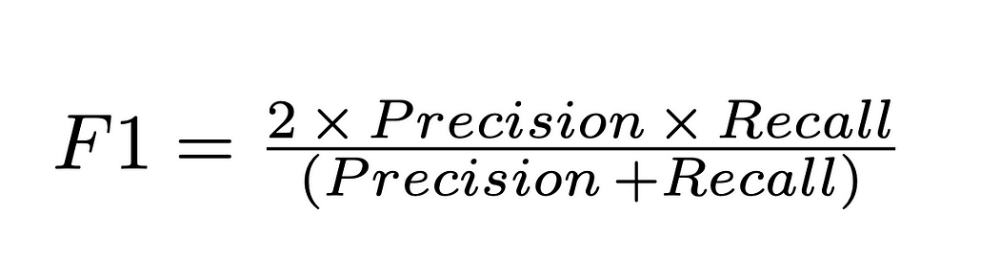 F1 = 2 × Precision × Recall
(Precision + Recall)